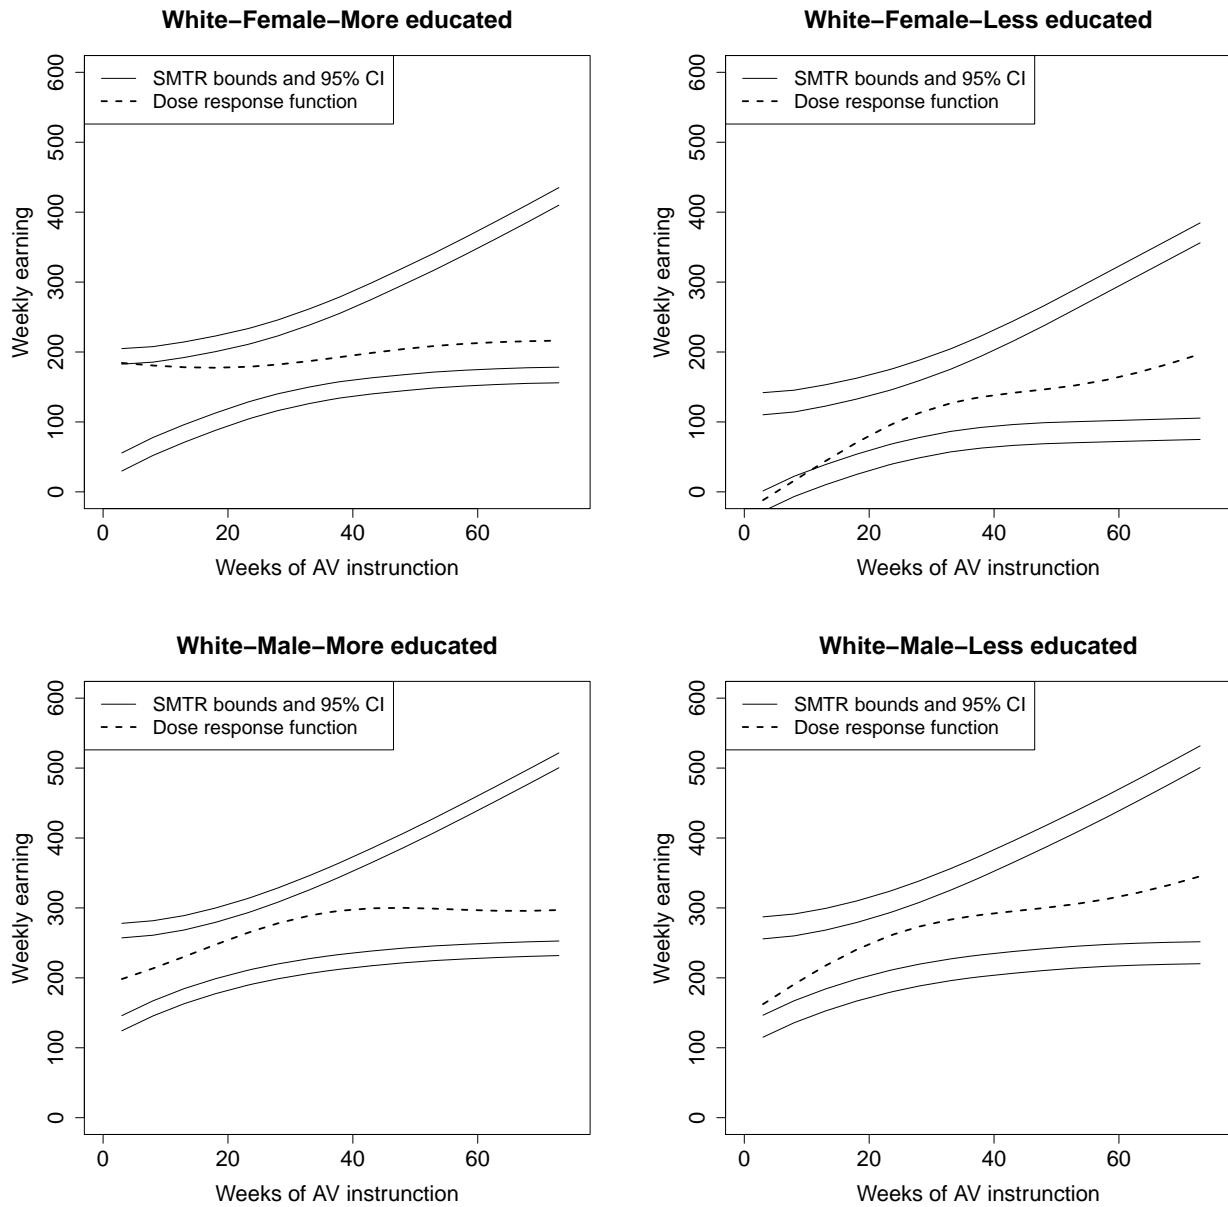 White−Female−More educated
SMTR bounds and 95% CI
Dose response function
Weekly earning
600
500
400
300
200
100
0
0 20 40 60
Weeks of AV instrunction
White−Female−Less educated
SMTR bounds and 95% CI
Dose response function
Weekly earning
600
500
400
300
200
100
0
0 20 40 60
Weeks of AV instrunction
White−Male−More educated
SMTR bounds and 95% CI
Dose response function
Weekly earning
600
500
400
300
200
100
0
0 20 40 60
Weeks of AV instrunction
White−Male−Less educated
SMTR bounds and 95% CI
Dose response function
Weekly earning
600
500
400
300
200
100
0
0 20 40 60
Weeks of AV instrunction